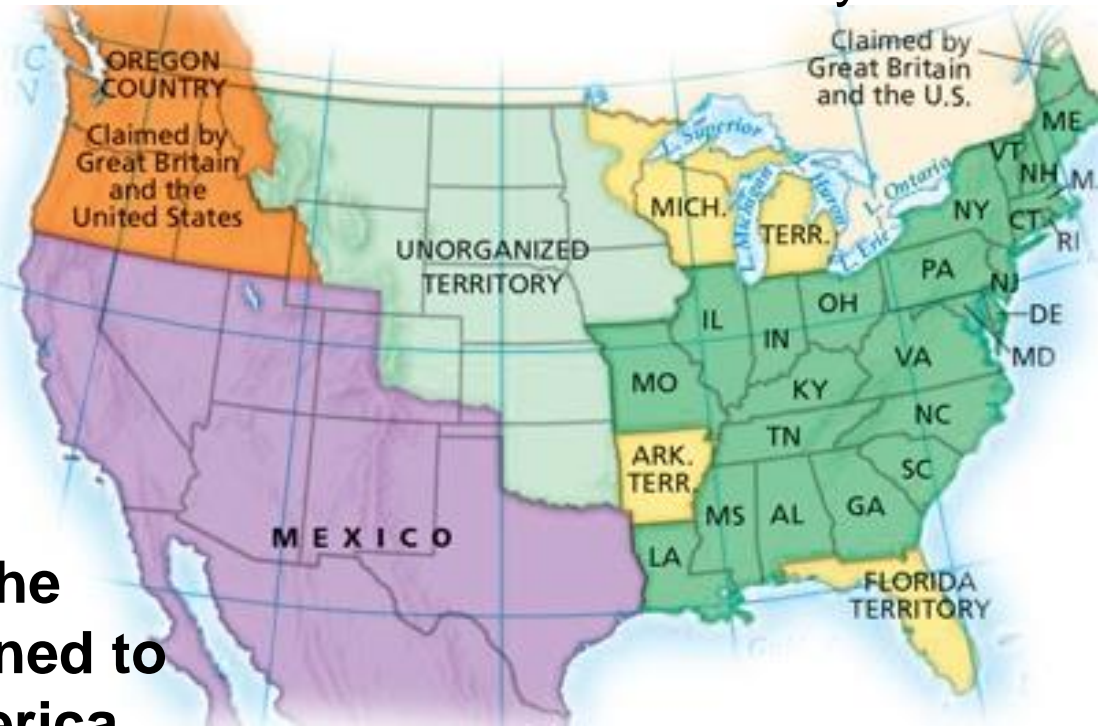 OREGON
COUNTRY
Claimed by
Great Britain
and the
United States
Claimed by
Great Britain
and the U.S.
UNORGANIZED
TERRITORY
L. Superior
L. Michigan
L. Huron
L. Ontario
L. Erie
MICH.
TERR.
ME
VT
NH
CT
RI
NY
PA
NJ
DE
MD
OH
IN
IL
VA
KY
MO
NC
TN
SC
ARK.
TERR.
MS
AL
GA
LA
MEXICO
FLORIDA
TERRITORY
he
ned to
erica